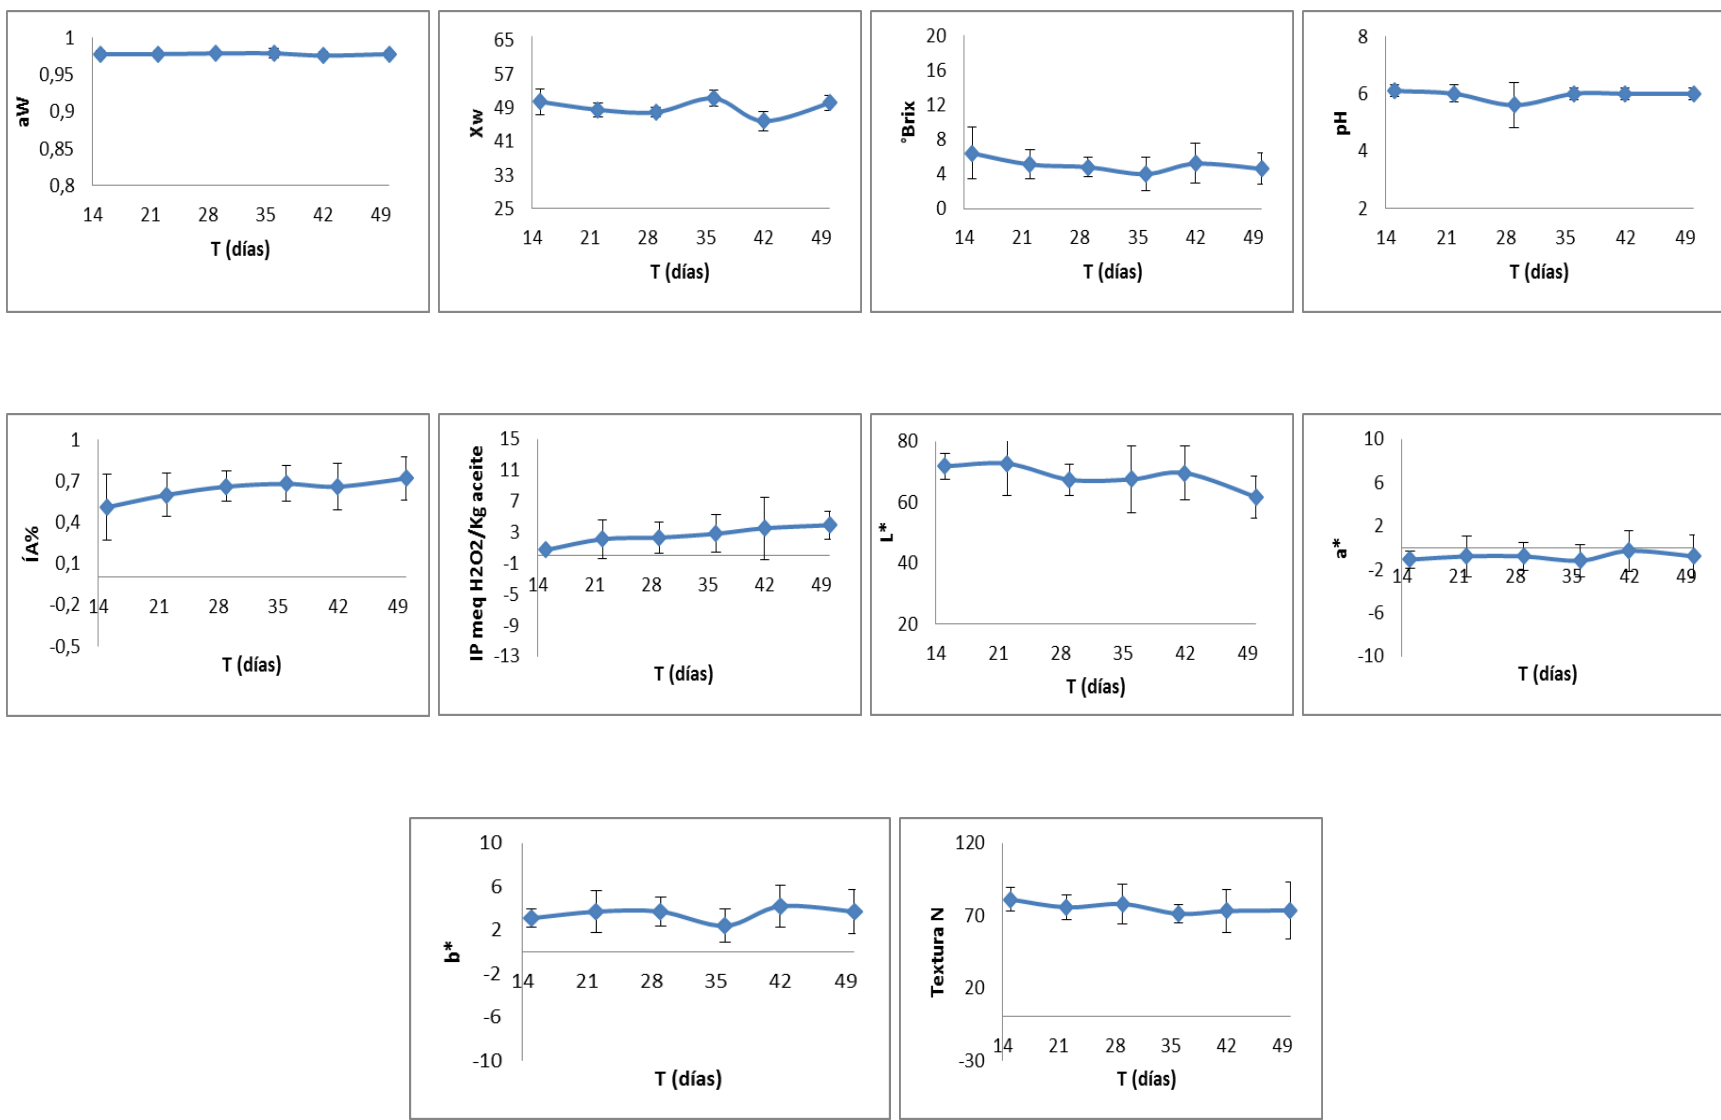 aW
1
0,95
0,9
0,85
0,8
14 21 28 35 42 49
T (días)
Xw
65
57
49
41
33
25
14 21 28 35 42 49
T (días)
°Brix
20
16
12
8
4
0
14 21 28 35 42 49
T (días)
pH
8
6
4
2
14 21 28 35 42 49
T (días)
ÍA%
1
0,7
0,4
0,1
-0,2
-0,5
14 21 28 35 42 49
T (días)
IP meq H2O2/Kg aceite
15
11
7
3
-1
-5
-9
-13
14 21 28 35 42 49
T (días)
L*
80
60
40
20
14 21 28 35 42 49
T (días)
a*
10
6
2
-2
-6
-10
14 21 28 35 42 49
T (días)
b*
10
6
2
-2
-6
-10
14 21 28 35 42 49
T (días)
Textura N
120
70
20
-30
14 21 28 35 42 49
T (días)